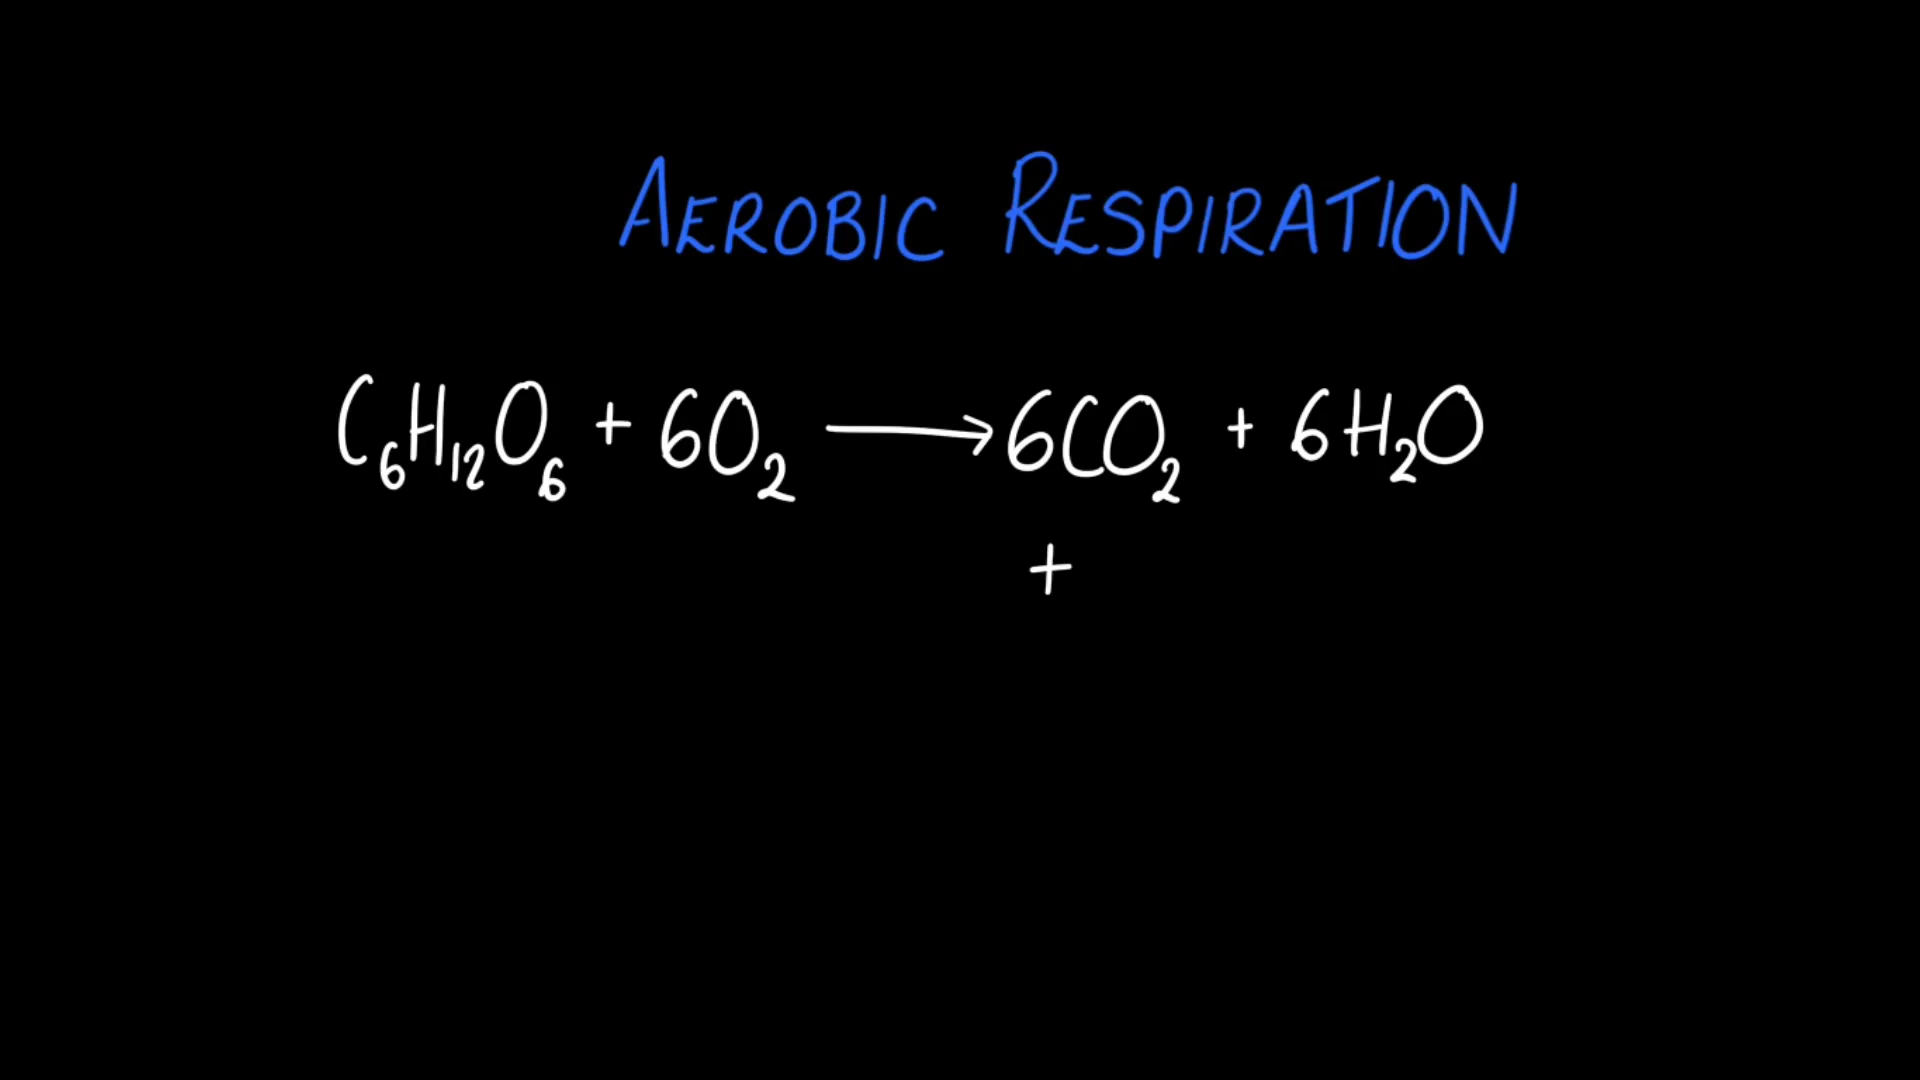 AEROBIC RESPIRATION
C₆H₁₂O₆ + 6O₂ ⟶ 6CO₂ + 6H₂O
+